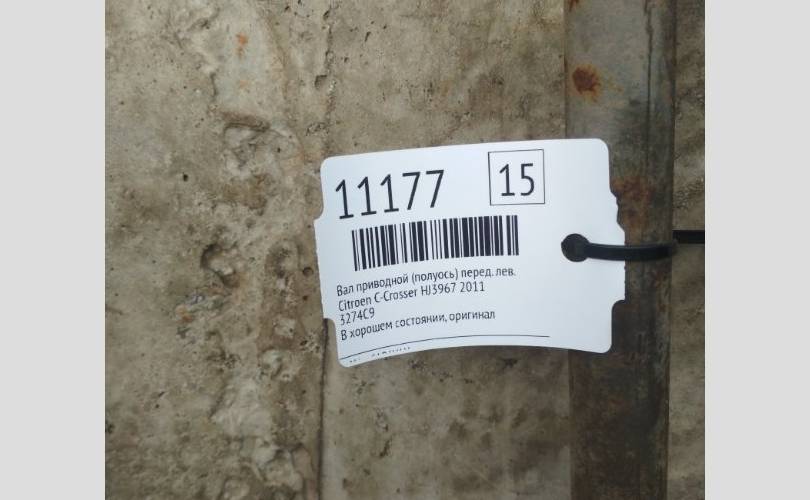 11177 15
Вал приводной (полуось) перед. лев.
Citroen C-Crosser HJ3967 2011
3274C9
В хорошем состоянии, оригинал